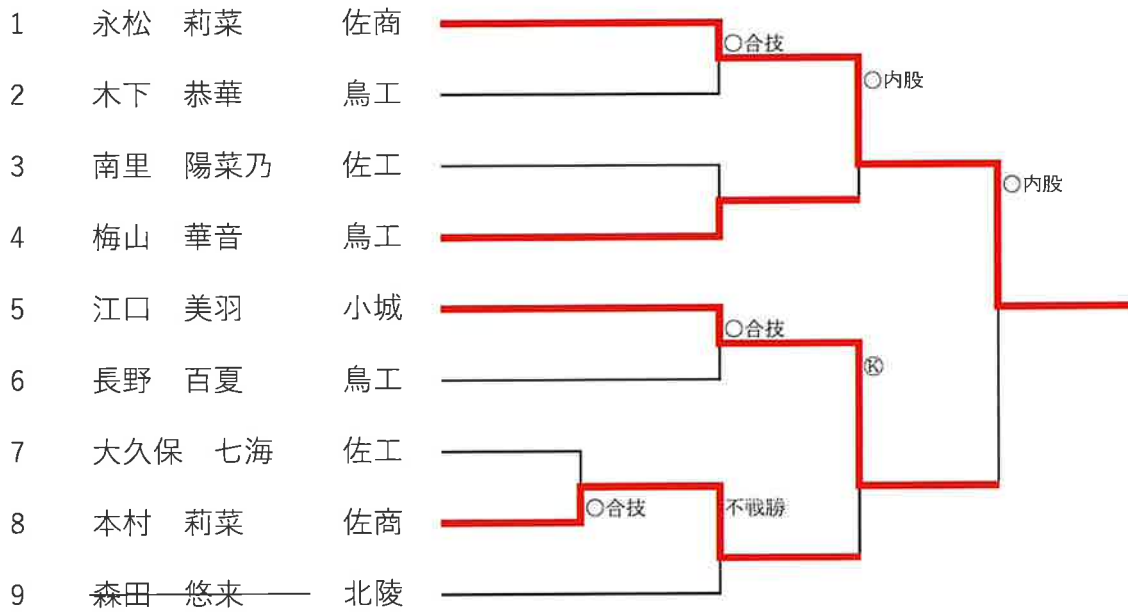 1 永松 莉菜 佐商
○合技
2 木下 恭華 鳥工
○内股
3 南里 陽菜乃 佐工
○内股
4 梅山 華音 鳥工
5 江口 美羽 小城
○合技
Ⓚ
6 長野 百夏 鳥工
7 大久保 七海 佐工
○合技 不戦勝
8 本村 莉菜 佐商
9 森田 悠来 北陵